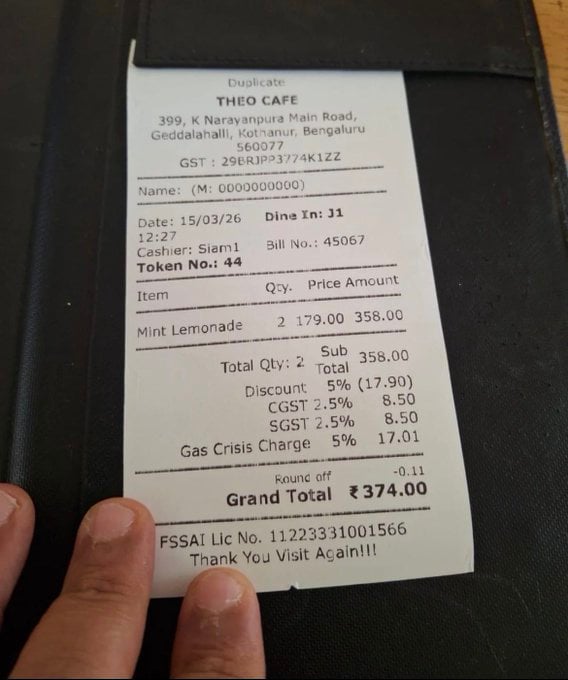 Duplicate
THEO CAFE
399, K Narayanpura Main Road,
Geddalahalli, Kothanur, Bengaluru
560077
GST : 29BRJPP3774K1ZZ
Name: (M: 0000000000)
Date: 15/03/26 Dine In: J1
12:27
Cashier: Siam1 Bill No.: 45067
Token No.: 44
Item Qty. Price Amount
Mint Lemonade 2 179.00 358.00
Total Qty: 2 Sub Total 358.00
Discount 5% (17.90)
CGST 2.5% 8.50
SGST 2.5% 8.50
Gas Crisis Charge 5% 17.01
Round off -0.11
Grand Total ₹374.00
FSSAI Lic No. 11223331001566
Thank You Visit Again!!!